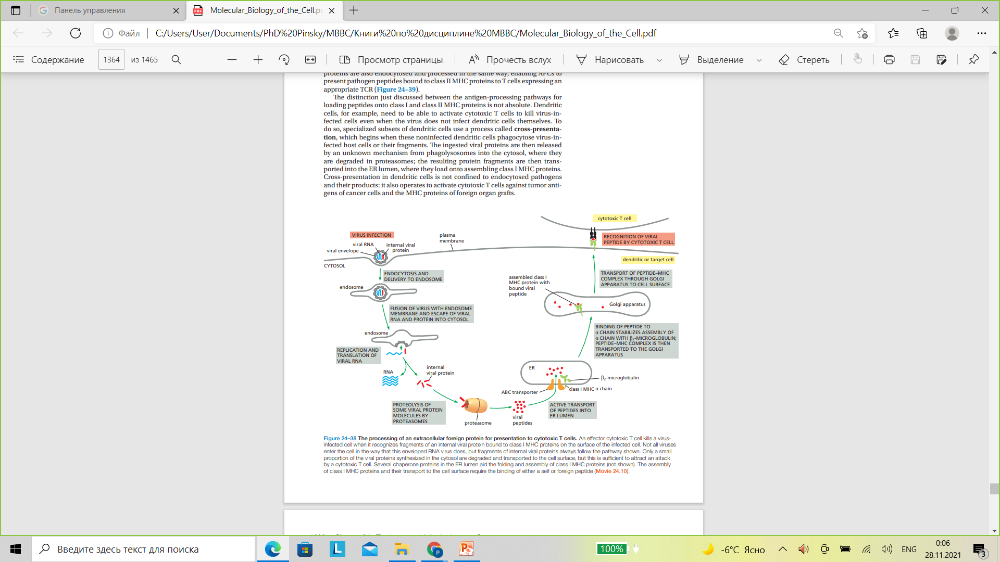 Панель управления
Molecular_Biology_of_the_Cell.pc
Файл
C:/Users/User/Documents/PhD%20Pinsky/MBBC/Книги%20по%20дисциплине%20MBBC/Molecular_Biology_of_the_Cell.pdf
Содержание
1364 из 1465
Просмотр страницы
Прочесть вслух
Нарисовать
Выделение
Стереть
proteins are also endocytosed and processed in the same way, enabling APCs to
present pathogen peptides bound to class II MHC proteins to T cells expressing an
appropriate TCR (Figure 24–39).
The distinction just discussed between the antigen-processing pathways for
loading peptides onto class I and class II MHC proteins is not absolute. Dendritic
cells, for example, need to be able to activate cytotoxic T cells to kill virus-in-
fected cells even when the virus does not infect dendritic cells themselves. To
do so, specialized subsets of dendritic cells use a process called cross-presenta-
tion, which begins when these noninfected dendritic cells phagocytose virus-in-
fected host cells or their fragments. The ingested viral proteins are then released
by an unknown mechanism from phagolysosomes into the cytosol, where they
are degraded in proteasomes; the resulting protein fragments are then trans-
ported into the ER lumen, where they load onto assembling class I MHC proteins.
Cross-presentation in dendritic cells is not confined to endocytosed pathogens
and their products: it also operates to activate cytotoxic T cells against tumor anti-
gens of cancer cells and the MHC proteins of foreign organ grafts.
cytotoxic T cell
VIRUS INFECTION
viral RNA
viral envelope
internal viral
protein
CYTOSOL
plasma
membrane
RECOGNITION OF VIRAL
PEPTIDE BY CYTOTOXIC T CELL
dendritic or target cell
ENDOCYTOSIS AND
DELIVERY TO ENDOSOME
endosome
FUSION OF VIRUS WITH ENDOSOME
MEMBRANE AND ESCAPE OF VIRAL
RNA AND PROTEIN INTO CYTOSOL
endosome
REPLICATION AND
TRANSLATION OF
VIRAL RNA
RNA
internal
viral protein
PROTEOLYSIS OF
SOME VIRAL PROTEIN
MOLECULES BY
PROTEASOMES
proteasome
viral
peptides
ACTIVE TRANSPORT
OF PEPTIDES INTO
ER LUMEN
ABC transporter
class I MHC α chain
β2-microglobulin
ER
BINDING OF PEPTIDE TO
α CHAIN STABILIZES ASSEMBLY OF
α CHAIN WITH β2-MICROGLOBULIN;
PEPTIDE–MHC COMPLEX IS THEN
TRANSPORTED TO THE GOLGI
APPARATUS
Golgi apparatus
assembled class I
MHC protein with
bound viral
peptide
TRANSPORT OF PEPTIDE–MHC
COMPLEX THROUGH GOLGI
APPARATUS TO CELL SURFACE
Figure 24–38 The processing of an extracellular foreign protein for presentation to cytotoxic T cells. An effector cytotoxic T cell kills a virus-
infected cell when it recognizes fragments of an internal viral protein bound to class I MHC proteins on the surface of the infected cell. Not all viruses
enter the cell in the way that this enveloped RNA virus does, but fragments of internal viral proteins always follow the pathway shown. Only a small
proportion of the viral proteins synthesized in the cytosol are degraded and transported to the cell surface, but this is sufficient to attract an attack
by a cytotoxic T cell. Several chaperone proteins in the ER lumen aid the folding and assembly of class I MHC proteins (not shown). The assembly
of class I MHC proteins and their transport to the cell surface require the binding of either a self or foreign peptide (Movie 24.10).
Введите здесь текст для поиска
100%
-6°C Ясно
ENG
0:06
28.11.2021
3